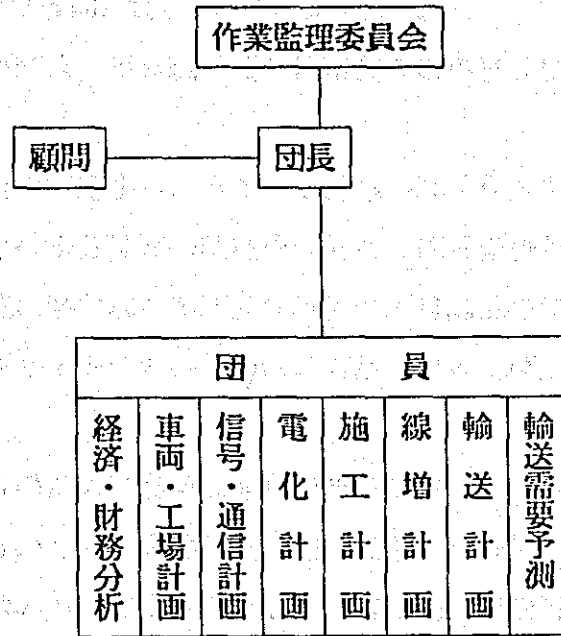 作業監理委員会
顧問
団長
団員
輸送需要予測
輸送計画
線増計画
施工計画
電化計画
信号・通信計画
車両・工場計画
経済・財務分析